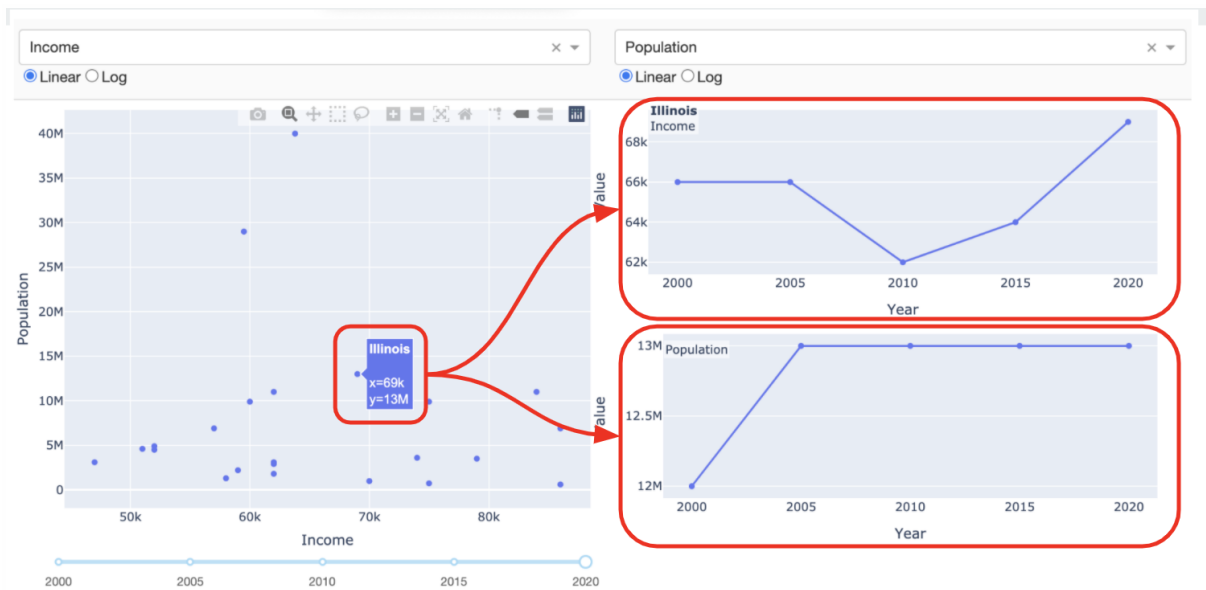 Income
Population
Linear Log
Linear Log
40M
35M
30M
25M
20M
15M
10M
5M
0
Population
50k
60k
70k
80k
Income
Illinois
x=69k
y=13M
2000
2005
2010
2015
2020
Illinois
Income
68k
66k
64k
62k
2000
2005
2010
2015
2020
Year
13M
Population
12.5M
12M
2000
2005
2010
2015
2020
Year